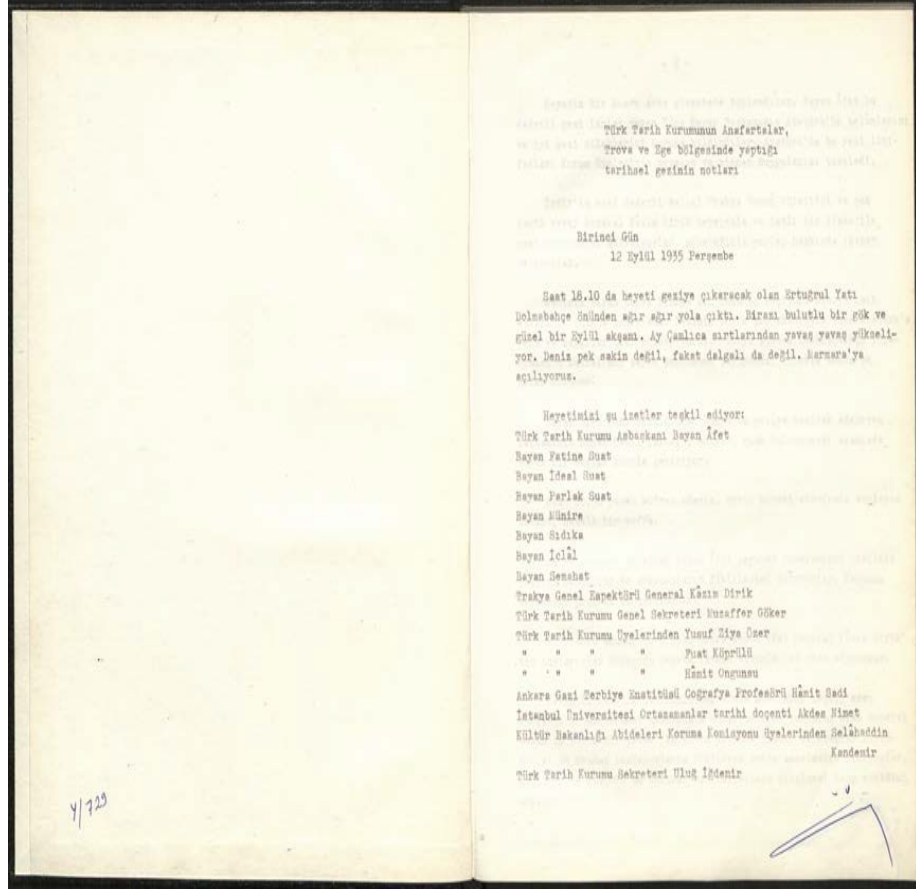 Türk Tarih Kurumunun Anafartalar,
Trova ve Ege bölgesinde yaptığı
tarihsel gezinin notları
Birinci Gün
12 Eylül 1935 Perşembe
Saat 18.10 da heyeti geziye çıkaracak olan Ertuğrul Yatı
Dolmabahçe önünden ağır ağır yola çıktı. Birazı bulutlu bir gök ve
güzel bir Eylül akşamı. Ay Çamlıca sırtlarından yavaş yavaş yükseli-
yor. Deniz pek sakin değil, fakat dalgalı da değil. Marmara'ya
açılıyoruz.
Heyetimizi şu izetler teşkil ediyor:
Türk Tarih Kurumu Asbaşkanı Bayan Âfet
Bayan Fatine Suat
Bayan İdeal Suat
Bayan Parlak Suat
Bayan Münire
Bayan Sıdıka
Bayan İclâl
Bayan Senahat
Trakya Genel Espektörü General Kâzım Dirik
Türk Tarih Kurumu Genel Sekreteri Muzaffer Göker
Türk Tarih Kurumu Üyelerinden Yusuf Ziya Özer
" " " " Fuat Köprülü
" " " " Hâmit Ongunsu
Ankara Gazi Terbiye Enstitüsü Coğrafya Profesörü Hâmit Sadi
İstanbul Üniversitesi Ortazamanlar tarihi doçenti Akdes Nimet
Kültür Bakanlığı Abideleri Koruma Komisyonu üyelerinden Selâhaddin
Kandemir
Türk Tarih Kurumu Sekreteri Uluğ İğdemir
Y/729